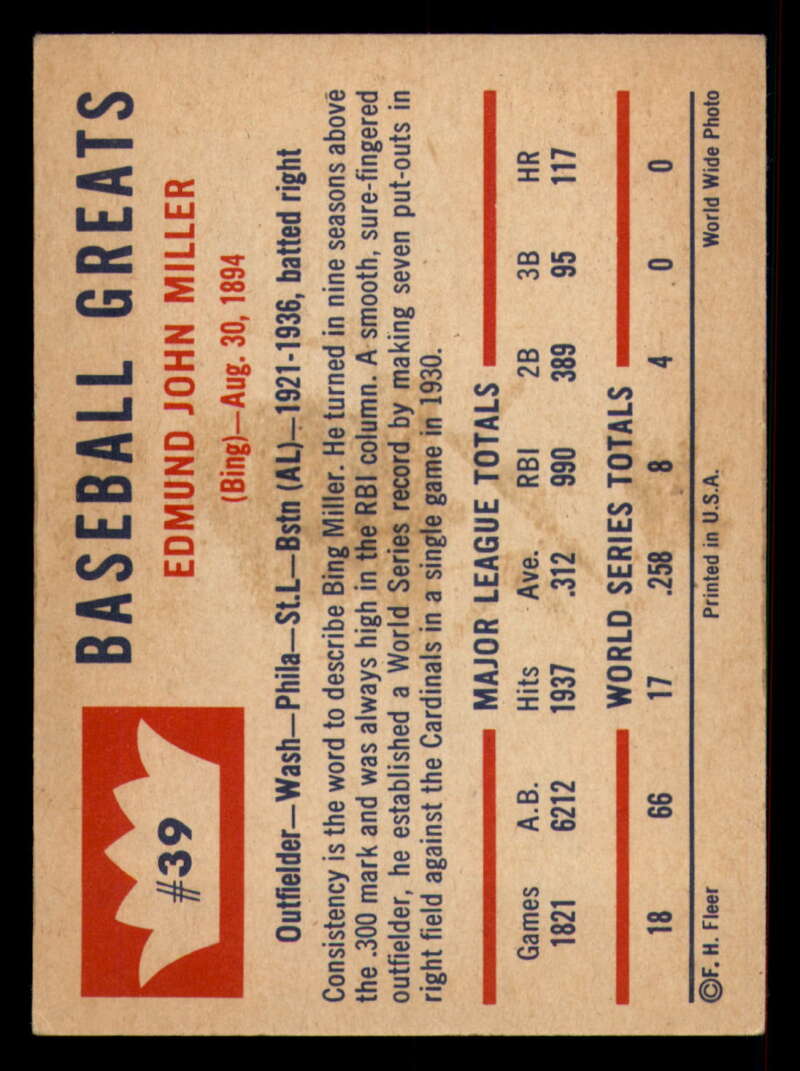 #39
BASEBALL GREATS
EDMUND JOHN MILLER
(Bing)—Aug. 30, 1894
Outfielder—Wash—Phila—St.L—Bstn (AL)—1921-1936, batted right
Consistency is the word to describe Bing Miller. He turned in nine seasons above
the .300 mark and was always high in the RBI column. A smooth, sure-fingered
outfielder, he established a World Series record by making seven put-outs in
right field against the Cardinals in a single game in 1930.
MAJOR LEAGUE TOTALS
Games A.B. Hits Ave. RBI 2B 3B HR
1821 6212 1937 .312 990 389 95 117
WORLD SERIES TOTALS
18 66 17 .258 8 4 0 0
©F. H. Fleer Printed in U.S.A. World Wide Photo